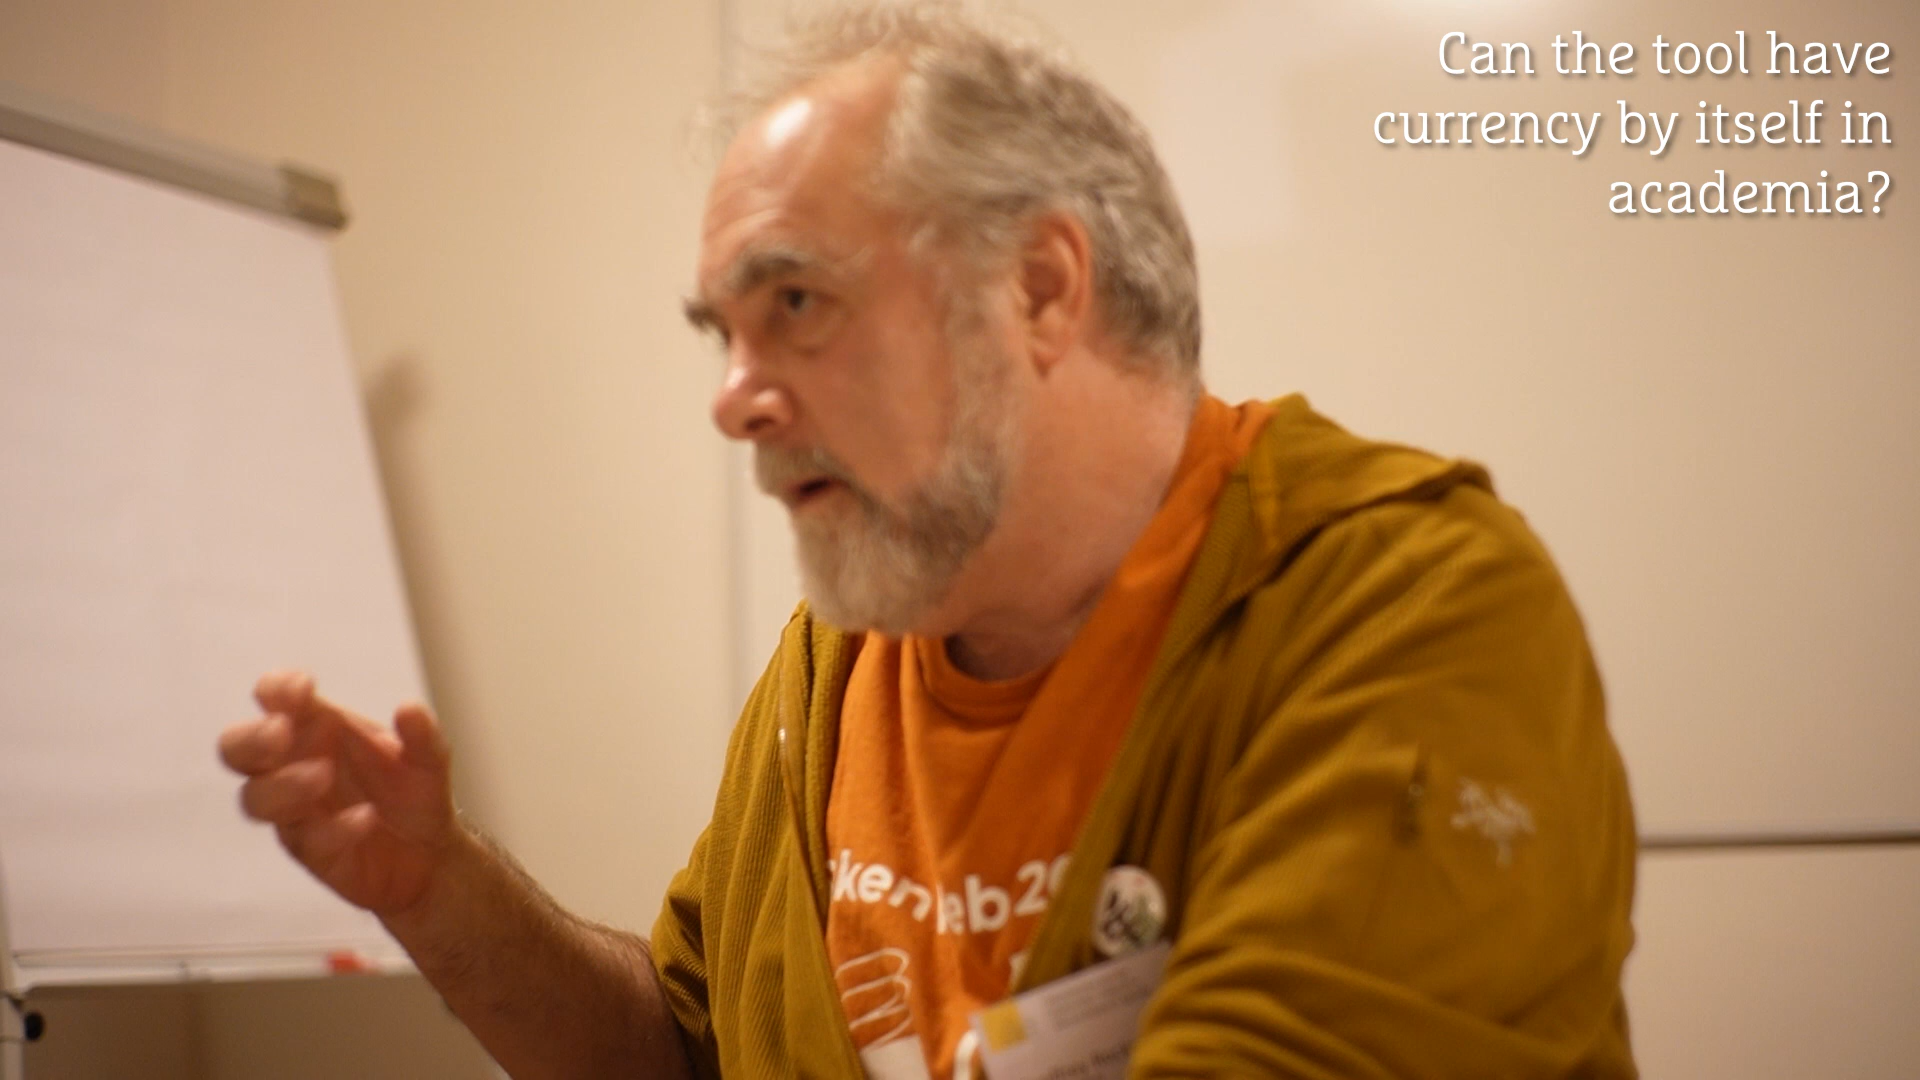 Can the tool have
currency by itself in
academia?